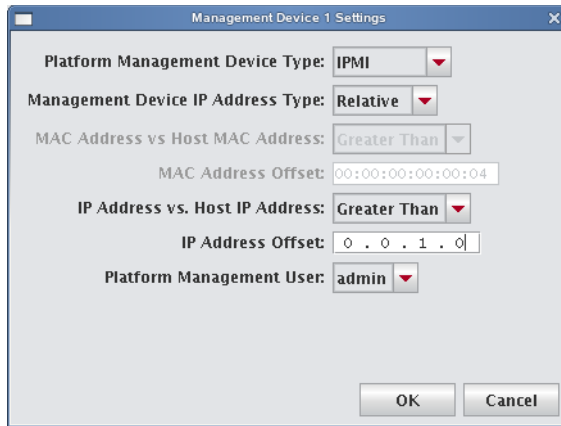 Management Device 1 Settings
Platform Management Device Type: IPMI
Management Device IP Address Type: Relative
MAC Address vs Host MAC Address: Greater Than
MAC Address Offset: 00:00:00:00:00:04
IP Address vs. Host IP Address: Greater Than
IP Address Offset: 0 . 0 . 1 . 0
Platform Management User: admin
OK Cancel